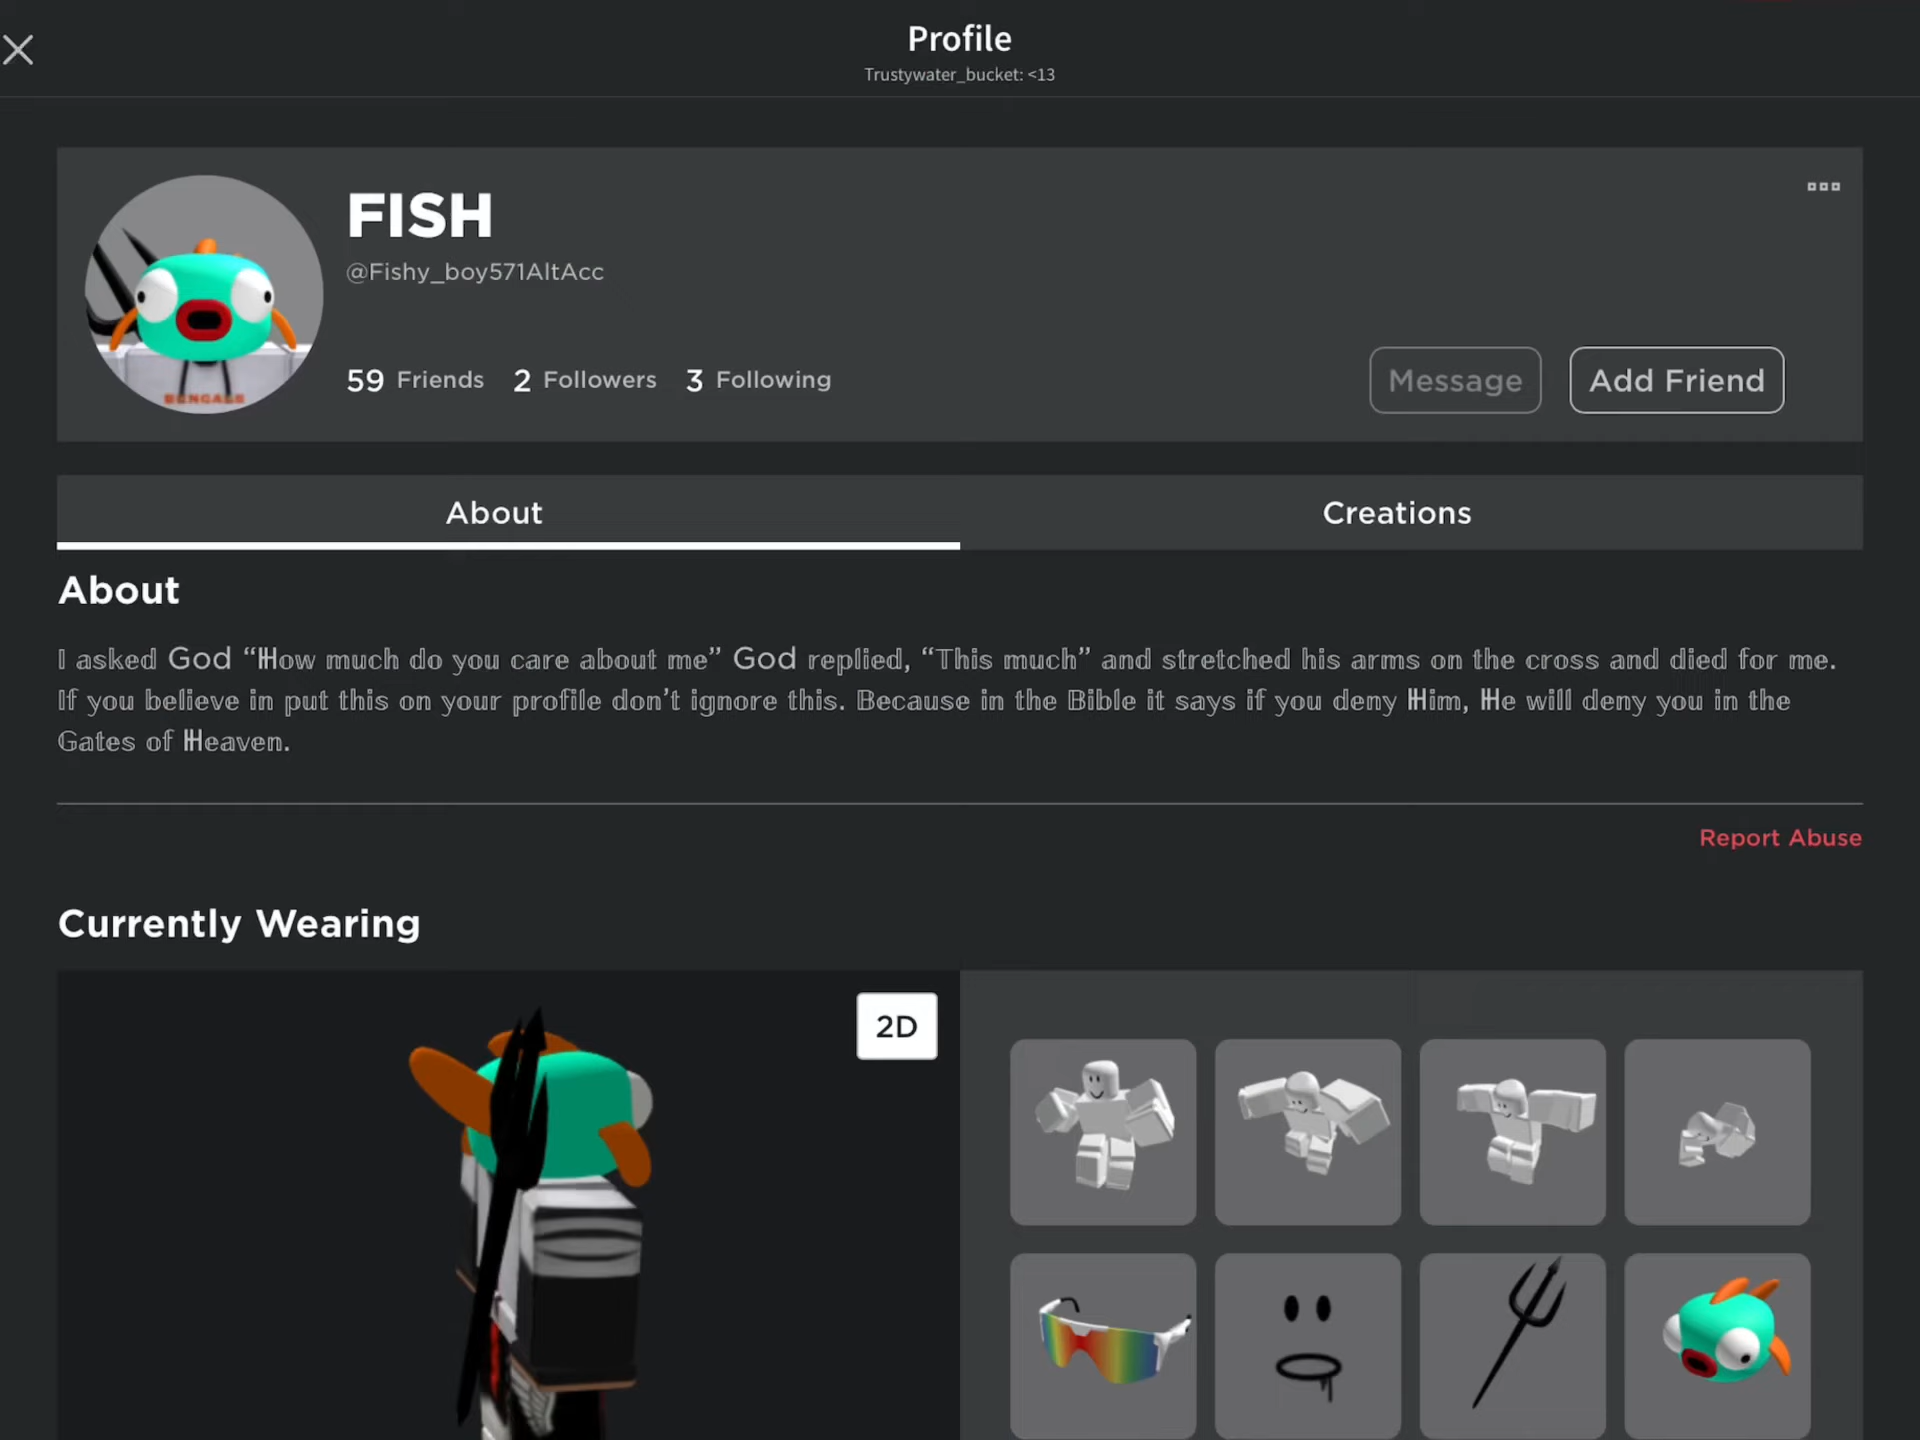 Profile
Trustywater_bucket: <13
FISH
@Fishy_boy571AltAcc
59 Friends 2 Followers 3 Following
Message
Add Friend
About
Creations
About
𝕀 𝕒𝕤𝕜𝕖𝕕 God “ℍ𝕠𝕨 𝕞𝕦𝕔𝕙 𝕕𝕠 𝕪𝕠𝕦 𝕔𝕒𝕣𝕖 𝕒𝕓𝕠𝕦𝕥 𝕞𝕖” God 𝕣𝕖𝕡𝕝𝕚𝕖𝕕, “𝕋𝕙𝕚𝕤 𝕞𝕦𝕔𝕙” 𝕒𝕟𝕕 𝕤𝕥𝕣𝕖𝕥𝕔𝕙𝕖𝕕 𝕙𝕚𝕤 𝕒𝕣𝕞𝕤 𝕠𝕟 𝕥𝕙𝕖 𝕔𝕣𝕠𝕤𝕤 𝕒𝕟𝕕 𝕕𝕚𝕖𝕕 𝕗𝕠𝕣 𝕞𝕖.
𝕀𝕗 𝕪𝕠𝕦 𝕓𝕖𝕝𝕚𝕖𝕧𝕖 𝕚𝕟 𝕡𝕦𝕥 𝕥𝕙𝕚𝕤 𝕠𝕟 𝕪𝕠𝕦𝕣 𝕡𝕣𝕠𝕗𝕚𝕝𝕖 𝕕𝕠𝕟’𝕥 𝕚𝕘𝕟𝕠𝕣𝕖 𝕥𝕙𝕚𝕤. 𝔹𝕖𝕔𝕒𝕦𝕤𝕖 𝕚𝕟 𝕥𝕙𝕖 𝔹𝕚𝕓𝕝𝕖 𝕚𝕥 𝕤𝕒𝕪𝕤 𝕚𝕗 𝕪𝕠𝕦 𝕕𝕖𝕟𝕪 ℍ𝕚𝕞, ℍ𝕖 𝕨𝕚𝕝𝕝 𝕕𝕖𝕟𝕪 𝕪𝕠𝕦 𝕚𝕟 𝕥𝕙𝕖
𝔾𝕒𝕥𝕖𝕤 𝕠𝕗 ℍ𝕖𝕒𝕧𝕖𝕟.
Report Abuse
Currently Wearing
2D
BENGALS